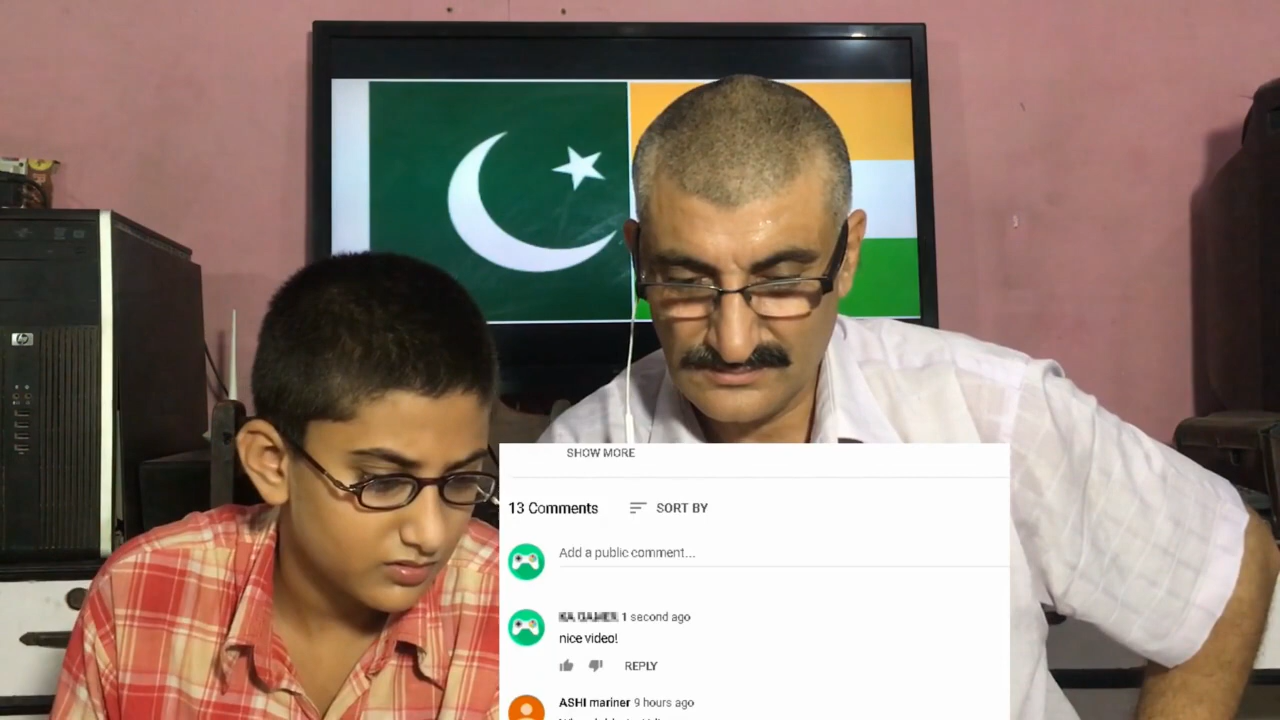 hp
SHOW MORE
13 Comments
SORT BY
Add a public comment...
1 second ago
nice video!
REPLY
ASHI mariner 9 hours ago